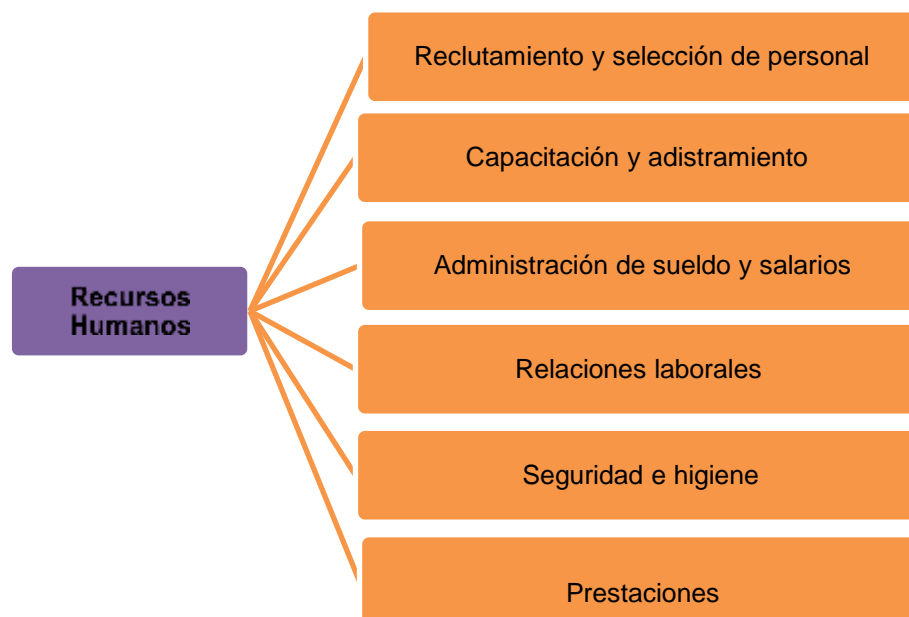 Reclutamiento y selección de personal
Capacitación y adistramiento
Administración de sueldo y salarios
Recursos
Humanos
Relaciones laborales
Seguridad e higiene
Prestaciones